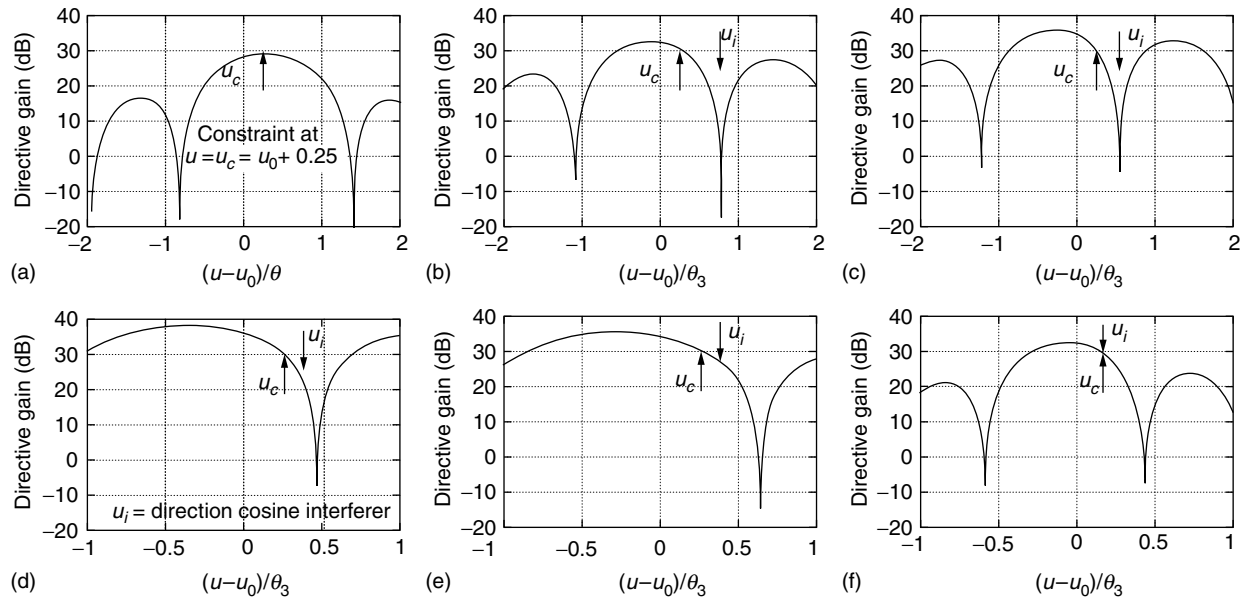 40
30
20
10
0
−10
−20
−2
−1
0
1
2
Directive gain (dB)
u_c
Constraint at
u = u_c = u_0 + 0.25
(a)
(u−u_0)/θ
40
30
20
10
0
−10
−20
−2
−1
0
1
2
Directive gain (dB)
u_i
u_c
(b)
(u−u_0)/θ_3
40
30
20
10
0
−10
−20
−2
−1
0
1
2
Directive gain (dB)
u_i
u_c
(c)
(u−u_0)/θ_3
40
30
20
10
0
−10
−20
−1
−0.5
0
0.5
1
Directive gain (dB)
u_i
u_c
u_i = direction cosine interferer
(d)
(u−u_0)/θ_3
40
30
20
10
0
−10
−20
−1
−0.5
0
0.5
1
Directive gain (dB)
u_i
u_c
(e)
(u−u_0)/θ_3
40
30
20
10
0
−10
−20
−1
−0.5
0
0.5
1
Directive gain (dB)
u_i
u_c
(f)
(u−u_0)/θ_3